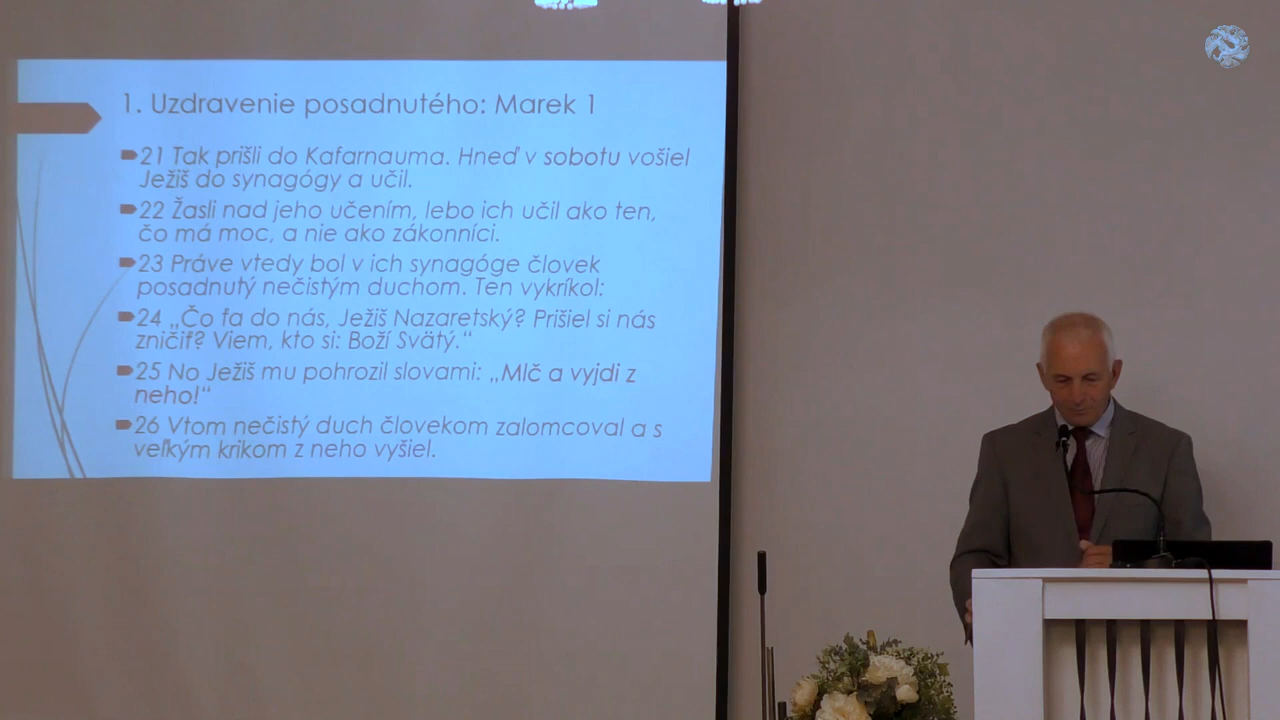 1. Uzdravenie posadnutého: Marek 1
21 Tak prišli do Kafarnauma. Hneď v sobotu vošiel
Ježiš do synagógy a učil.
22 Žasli nad jeho učením, lebo ich učil ako ten,
čo má moc, a nie ako zákonníci.
23 Práve vtedy bol v ich synagóge človek
posadnutý nečistým duchom. Ten vykríkol:
24 „Čo ťa do nás, Ježiš Nazaretský? Prišiel si nás
zničiť? Viem, kto si: Boží Svätý.“
25 No Ježiš mu pohrozil slovami: „Mlč a vyjdi z
neho!“
26 Vtom nečistý duch človekom zalomcoval a s
veľkým krikom z neho vyšiel.